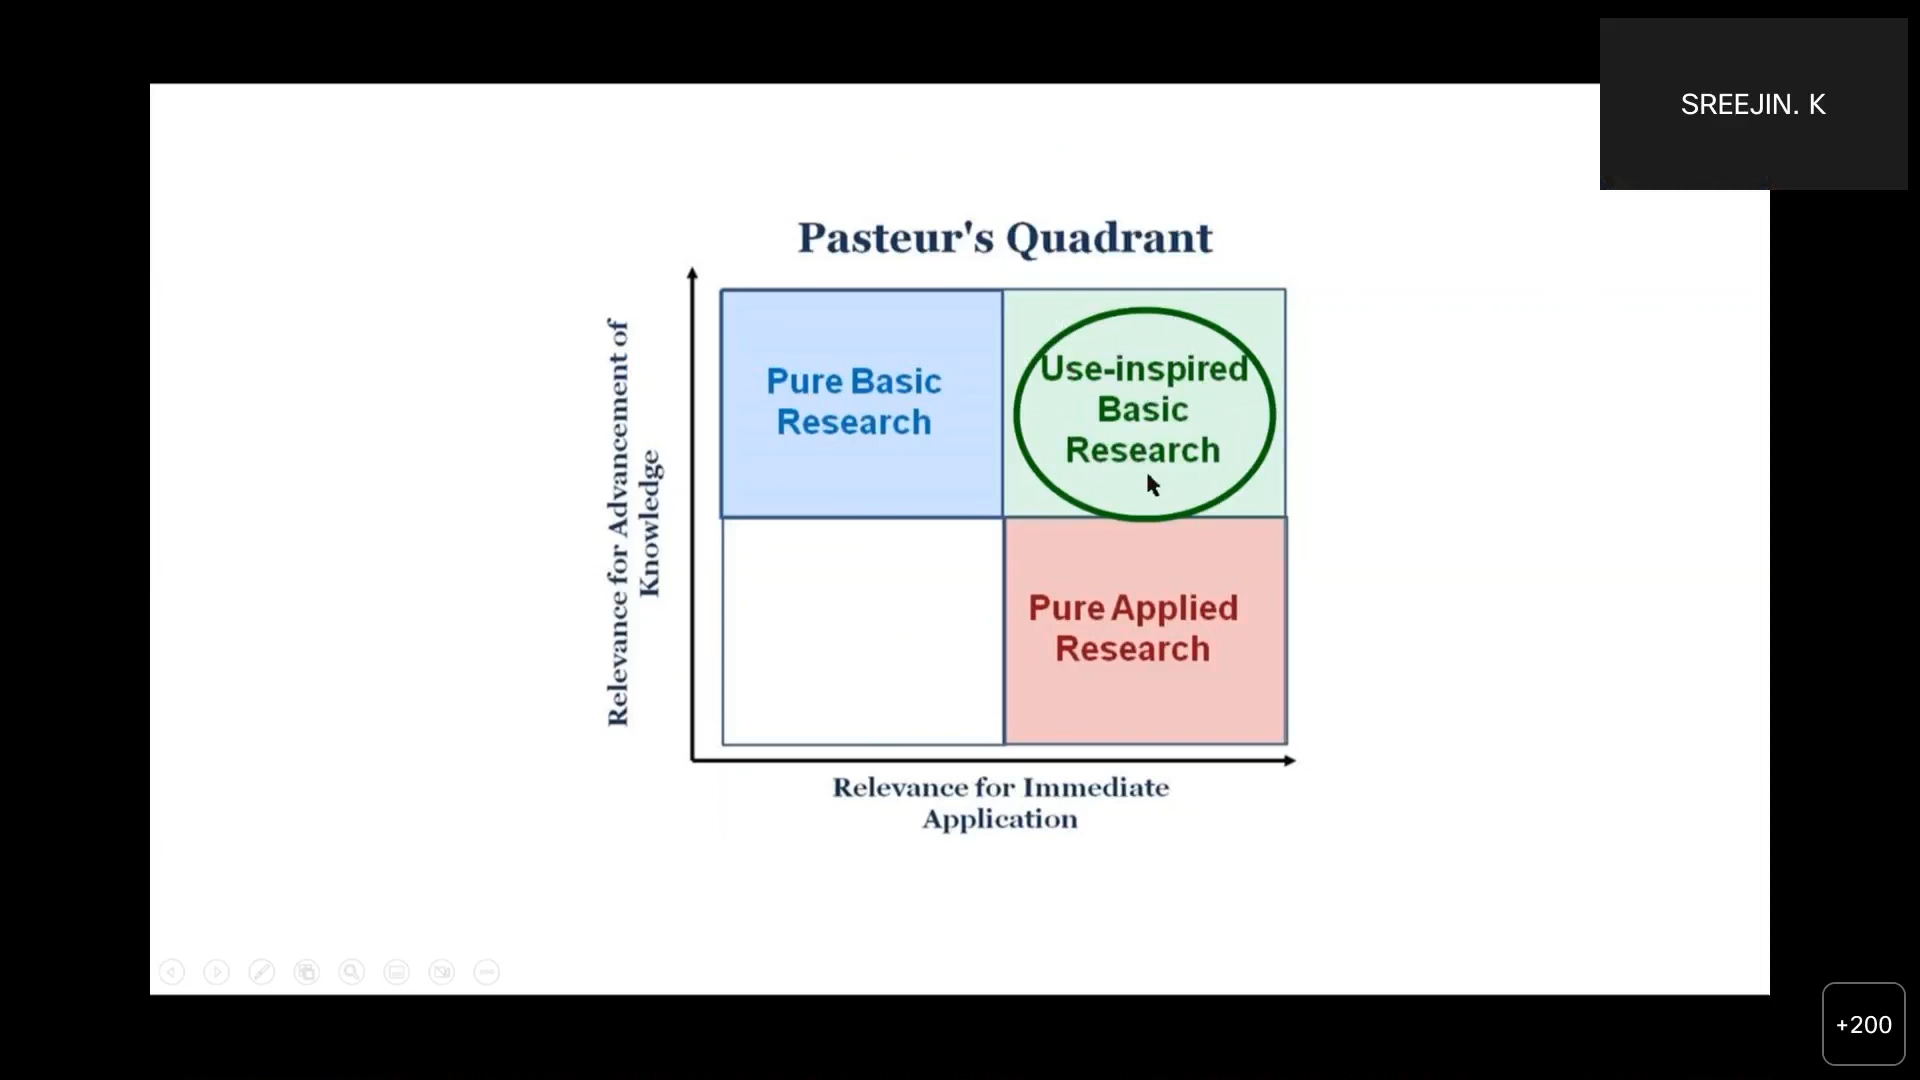 SREEJIN. K
Pasteur's Quadrant
Relevance for Advancement of
Knowledge
Pure Basic
Research
Use-inspired
Basic
Research
Pure Applied
Research
Relevance for Immediate
Application
+200